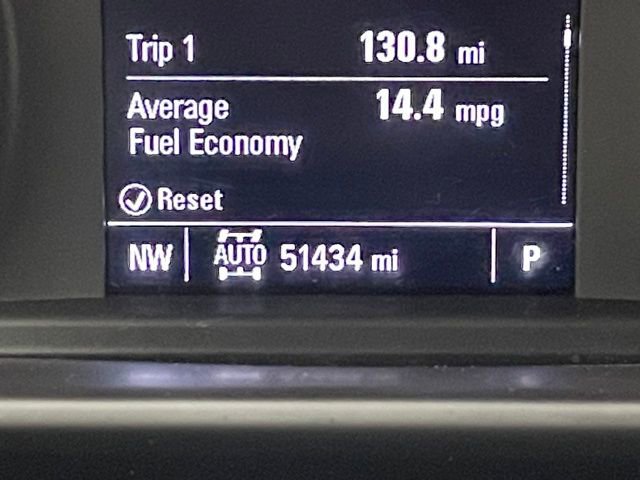 Trip 1 130.8 mi
Average 14.4 mpg
Fuel Economy
Reset
NW AUTO 51434 mi P